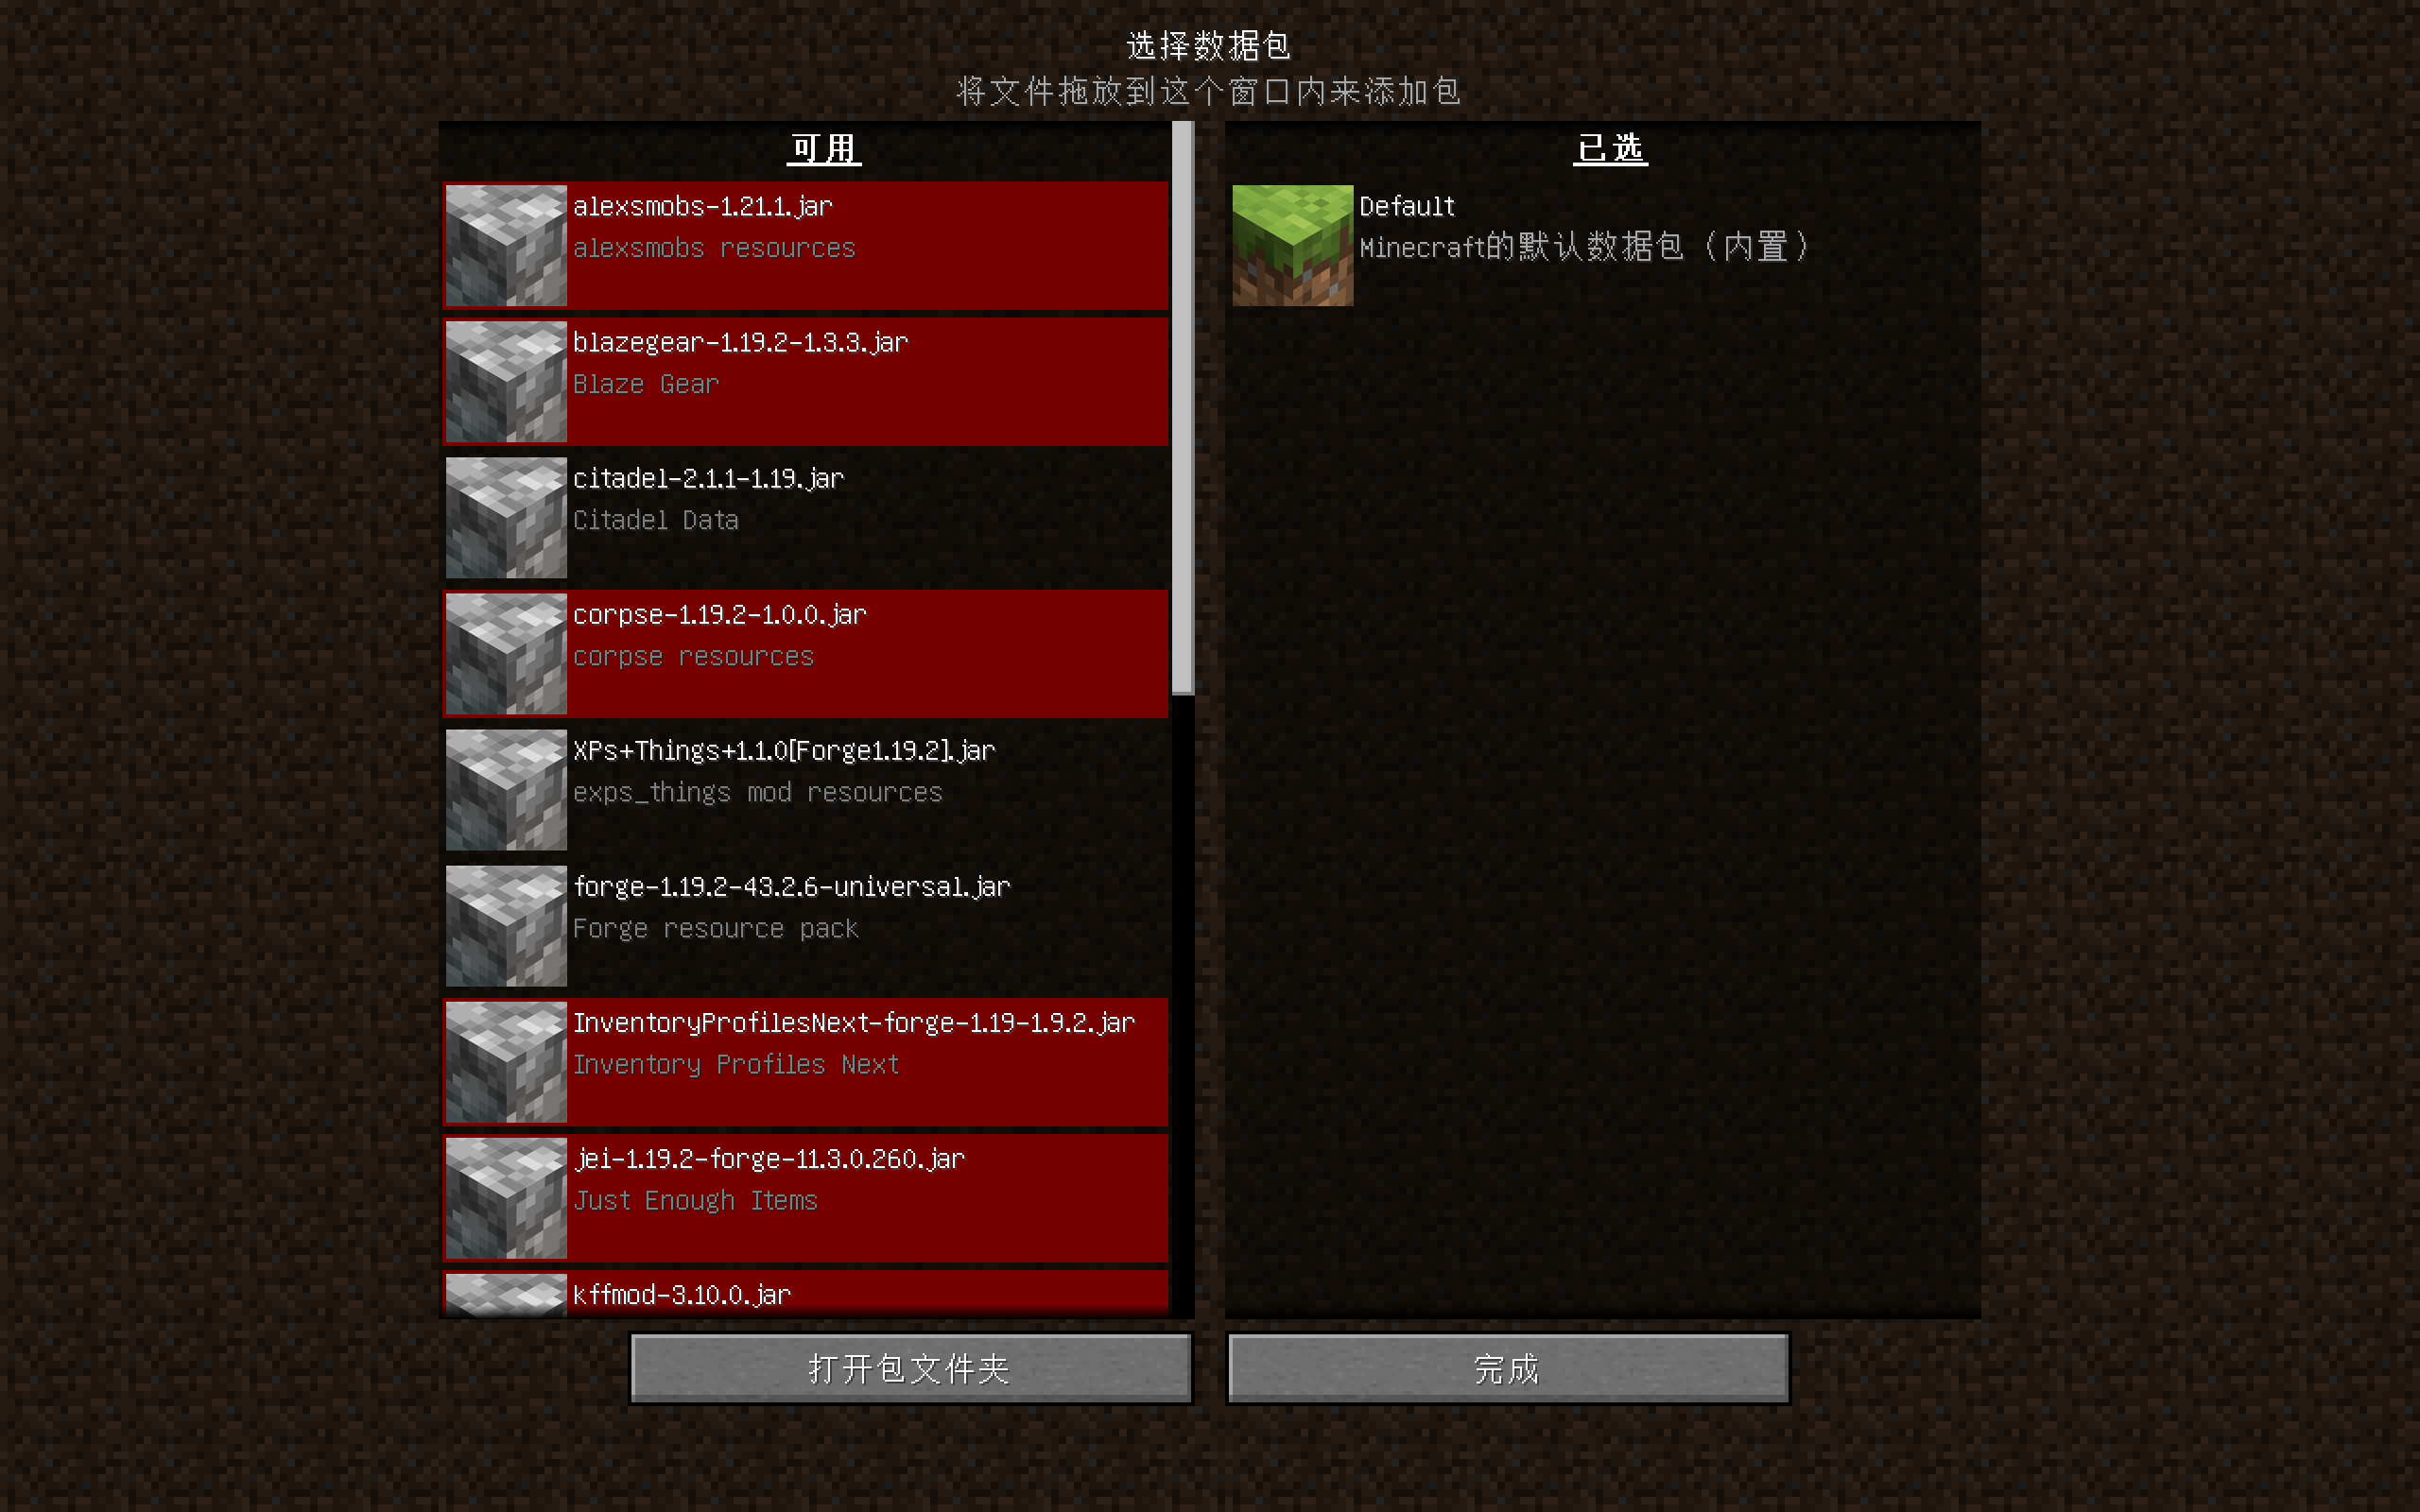 选择数据包
将文件拖放到这个窗口内来添加包
可用
alexsmobs-1.21.1.jar
alexsmobs resources
blazegear-1.19.2-1.3.3.jar
Blaze Gear
citadel-2.1.1-1.19.jar
Citadel Data
corpse-1.19.2-1.0.0.jar
corpse resources
XPs+Things+1.1.0[Forge1.19.2].jar
exps_things mod resources
forge-1.19.2-43.2.6-universal.jar
Forge resource pack
InventoryProfilesNext-forge-1.19-1.9.2.jar
Inventory Profiles Next
jei-1.19.2-forge-11.3.0.260.jar
Just Enough Items
kffmod-3.10.0.jar
已选
Default
Minecraft的默认数据包（内置）
打开包文件夹
完成